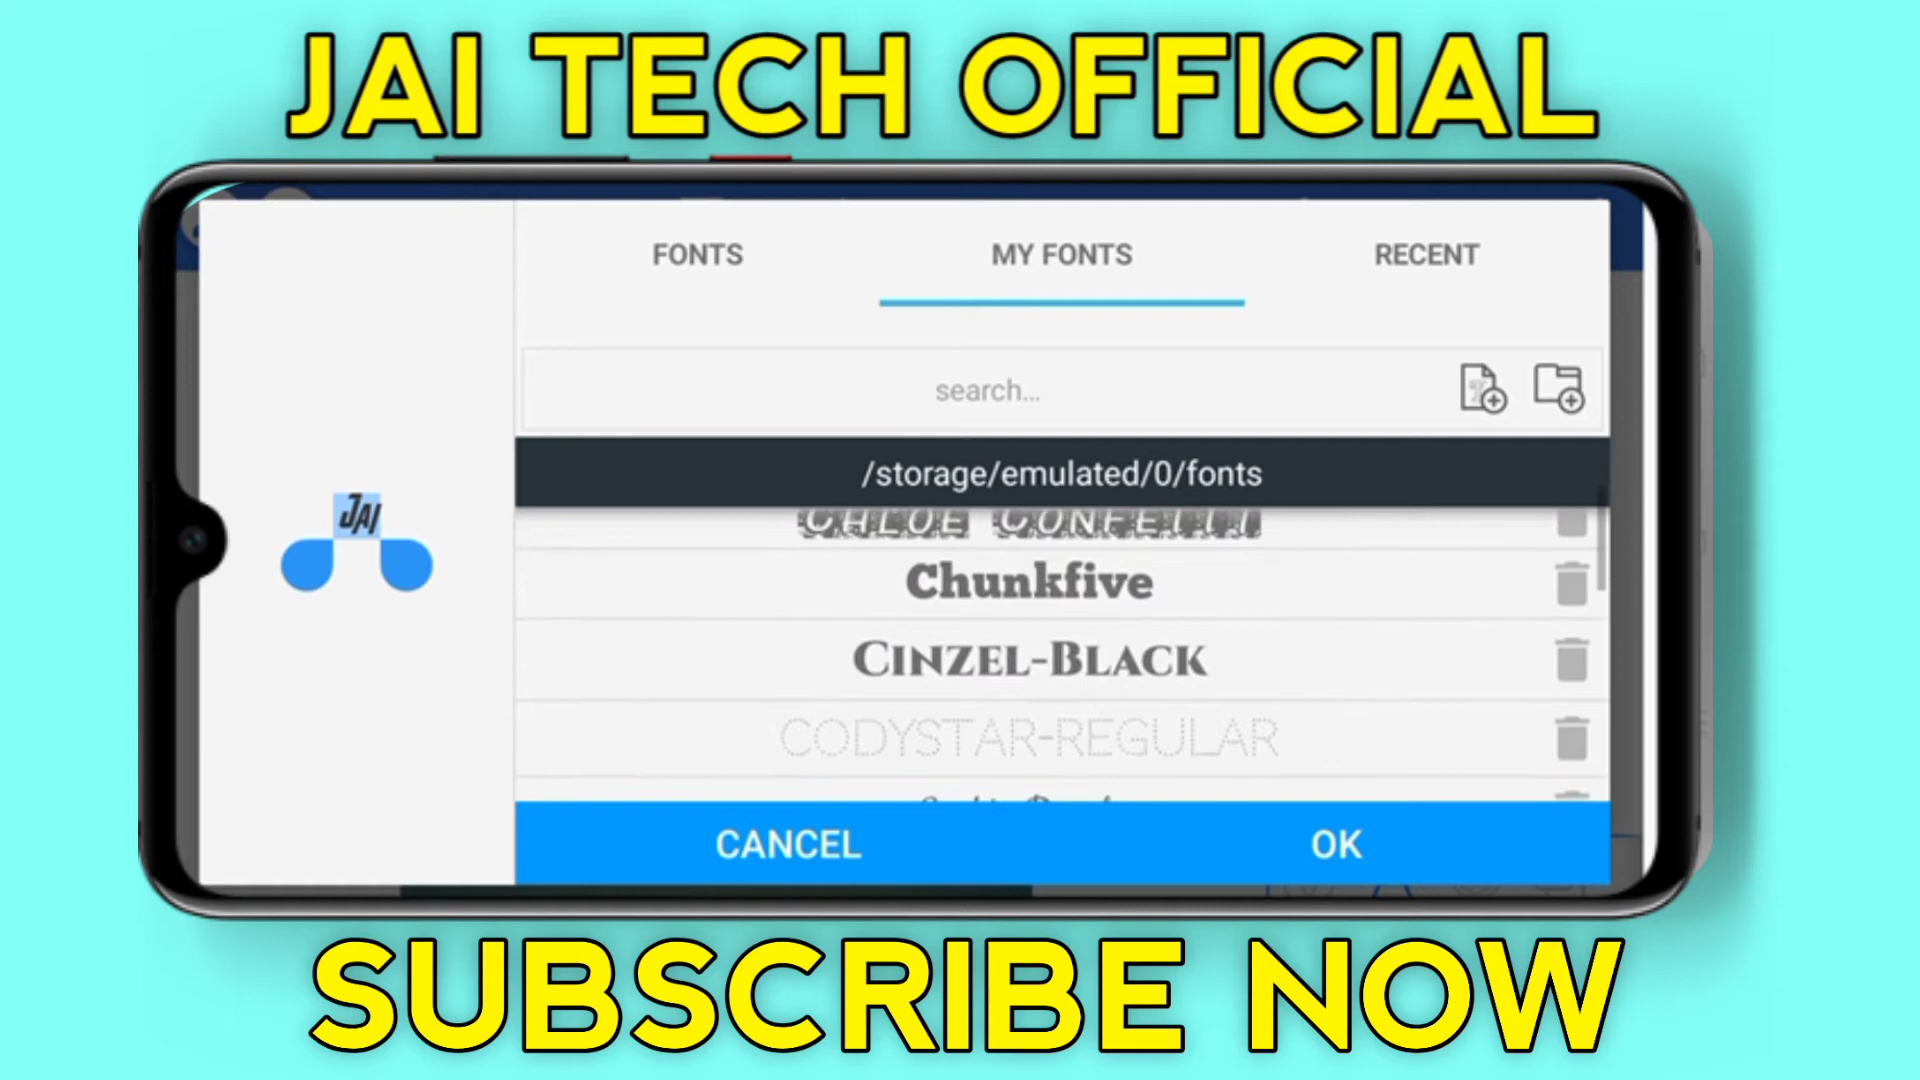 JAI TECH OFFICIAL
FONTS MY FONTS RECENT
search...
/storage/emulated/0/fonts
JAI
CHLOE CONFETTI
Chunkfive
CINZEL-BLACK
CODYSTAR-REGULAR
CANCEL OK
SUBSCRIBE NOW